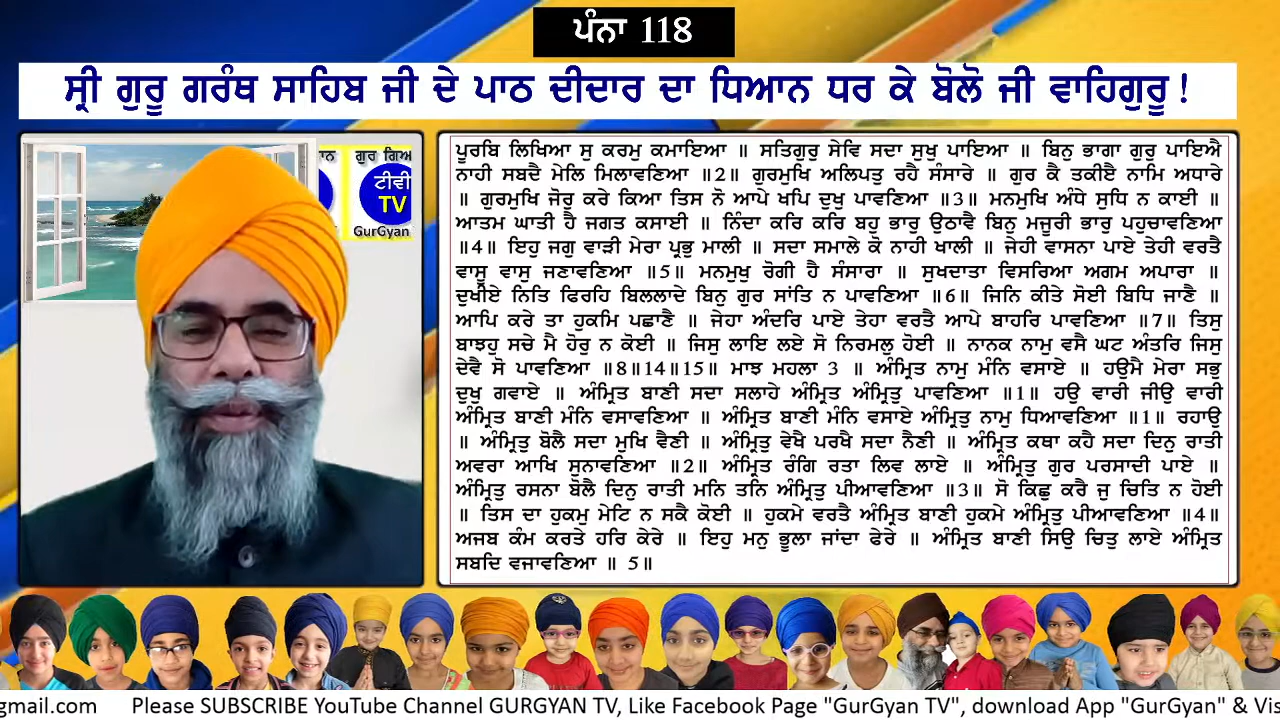 ਪੰਨਾ 118
ਸ੍ਰੀ ਗੁਰੂ ਗਰੰਥ ਸਾਹਿਬ ਜੀ ਦੇ ਪਾਠ ਦੀਦਾਰ ਦਾ ਧਿਆਨ ਧਰ ਕੇ ਬੋਲੋ ਜੀ ਵਾਹਿਗੁਰੂ!
ਗੁਰ ਗਿਆ
ਟੀਵੀ
TV
GurGyan
ਪੂਰਬਿ ਲਿਖਿਆ ਸੁ ਕਰਮੁ ਕਮਾਇਆ ॥ ਸਤਿਗੁਰੁ ਸੇਵਿ ਸਦਾ ਸੁਖੁ ਪਾਇਆ ॥ ਬਿਨੁ ਭਾਗਾ ਗੁਰੁ ਪਾਇਐ
ਨਾਹੀ ਸਬਦੈ ਮੇਲਿ ਮਿਲਾਵਣਿਆ ॥2॥ ਗੁਰਮੁਖਿ ਅਲਿਪਤੁ ਰਹੈ ਸੰਸਾਰੇ ॥ ਗੁਰ ਕੈ ਤਕੀਐ ਨਾਮਿ ਅਧਾਰੇ
॥ ਗੁਰਮੁਖਿ ਜੋਰੁ ਕਰੇ ਕਿਆ ਤਿਸ ਨੋ ਆਪੇ ਖਪਿ ਦੁਖੁ ਪਾਵਣਿਆ ॥3॥ ਮਨਮੁਖਿ ਅੰਧੇ ਸੁਧਿ ਨ ਕਾਈ ॥
ਆਤਮ ਘਾਤੀ ਹੈ ਜਗਤ ਕਸਾਈ ॥ ਨਿੰਦਾ ਕਰਿ ਕਰਿ ਬਹੁ ਭਾਰੁ ਉਠਾਵੈ ਬਿਨੁ ਮਜੂਰੀ ਭਾਰੁ ਪਹੁਚਾਵਣਿਆ
॥4॥ ਇਹੁ ਜਗੁ ਵਾੜੀ ਮੇਰਾ ਪ੍ਰਭੁ ਮਾਲੀ ॥ ਸਦਾ ਸਮਾਲੇ ਕੋ ਨਾਹੀ ਖਾਲੀ ॥ ਜੇਹੀ ਵਾਸਨਾ ਪਾਏ ਤੇਹੀ ਵਰਤੈ
ਵਾਸੂ ਵਾਸੁ ਜਣਾਵਣਿਆ ॥5॥ ਮਨਮੁਖੁ ਰੋਗੀ ਹੈ ਸੰਸਾਰਾ ॥ ਸੁਖਦਾਤਾ ਵਿਸਰਿਆ ਅਗਮ ਅਪਾਰਾ ॥
ਦੁਖੀਏ ਨਿਤਿ ਫਿਰਹਿ ਬਿਲਲਾਦੇ ਬਿਨੁ ਗੁਰ ਸਾਂਤਿ ਨ ਪਾਵਣਿਆ ॥6॥ ਜਿਨਿ ਕੀਤੇ ਸੋਈ ਬਿਧਿ ਜਾਣੈ ॥
ਆਪਿ ਕਰੇ ਤਾ ਹੁਕਮਿ ਪਛਾਣੈ ॥ ਜੇਹਾ ਅੰਦਰਿ ਪਾਏ ਤੇਹਾ ਵਰਤੈ ਆਪੇ ਬਾਹਰਿ ਪਾਵਣਿਆ ॥7॥ ਤਿਸੁ
ਬਾਝਹੁ ਸਚੇ ਮੈ ਹੋਰੁ ਨ ਕੋਈ ॥ ਜਿਸੁ ਲਾਇ ਲਏ ਸੋ ਨਿਰਮਲੁ ਹੋਈ ॥ ਨਾਨਕ ਨਾਮੁ ਵਸੈ ਘਟ ਅੰਤਰਿ ਜਿਸੁ
ਦੇਵੈ ਸੋ ਪਾਵਣਿਆ ॥8॥14॥15॥ ਮਾਝ ਮਹਲਾ 3 ॥ ਅੰਮ੍ਰਿਤ ਨਾਮੁ ਮੰਨਿ ਵਸਾਏ ॥ ਹਉਮੈ ਮੇਰਾ ਸਭੁ
ਦੁਖੁ ਗਵਾਏ ॥ ਅੰਮ੍ਰਿਤ ਬਾਣੀ ਸਦਾ ਸਲਾਹੇ ਅੰਮ੍ਰਿਤ ਅੰਮ੍ਰਿਤੁ ਪਾਵਣਿਆ ॥1॥ ਹਉ ਵਾਰੀ ਜੀਉ ਵਾਰੀ
ਅੰਮ੍ਰਿਤ ਬਾਣੀ ਮੰਨਿ ਵਸਾਵਣਿਆ ॥ ਅੰਮ੍ਰਿਤ ਬਾਣੀ ਮੰਨਿ ਵਸਾਏ ਅੰਮ੍ਰਿਤੁ ਨਾਮੁ ਧਿਆਵਣਿਆ ॥1॥ ਰਹਾਉ
॥ ਅੰਮ੍ਰਿਤੁ ਬੋਲੈ ਸਦਾ ਮੁਖਿ ਵੈਣੀ ॥ ਅੰਮ੍ਰਿਤੁ ਵੇਖੈ ਪਰਖੈ ਸਦਾ ਨੈਣੀ ॥ ਅੰਮ੍ਰਿਤ ਕਥਾ ਕਹੈ ਸਦਾ ਦਿਨੁ ਰਾਤੀ
ਅਵਰਾ ਆਖਿ ਸੁਨਾਵਣਿਆ ॥2॥ ਅੰਮ੍ਰਿਤ ਰੰਗਿ ਰਤਾ ਲਿਵ ਲਾਏ ॥ ਅੰਮ੍ਰਿਤੁ ਗੁਰ ਪਰਸਾਦੀ ਪਾਏ ॥
ਅੰਮ੍ਰਿਤੁ ਰਸਨਾ ਬੋਲੈ ਦਿਨੁ ਰਾਤੀ ਮਨਿ ਤਨਿ ਅੰਮ੍ਰਿਤੁ ਪੀਆਵਣਿਆ ॥3॥ ਸੋ ਕਿਛੁ ਕਰੈ ਜੁ ਚਿਤਿ ਨ ਹੋਈ
॥ ਤਿਸ ਦਾ ਹੁਕਮੁ ਮੇਟਿ ਨ ਸਕੈ ਕੋਈ ॥ ਹੁਕਮੇ ਵਰਤੈ ਅੰਮ੍ਰਿਤ ਬਾਣੀ ਹੁਕਮੇ ਅੰਮ੍ਰਿਤੁ ਪੀਆਵਣਿਆ ॥4॥
ਅਜਬ ਕੰਮ ਕਰਤੇ ਹਰਿ ਕੇਰੇ ॥ ਇਹੁ ਮਨੁ ਭੂਲਾ ਜਾਂਦਾ ਫੇਰੇ ॥ ਅੰਮ੍ਰਿਤ ਬਾਣੀ ਸਿਉ ਚਿਤੁ ਲਾਏ ਅੰਮ੍ਰਿਤ
ਸਬਦਿ ਵਜਾਵਣਿਆ ॥ 5॥
gmail.com Please SUBSCRIBE YouTube Channel GURGYAN TV, Like Facebook Page "GurGyan TV", download App "GurGyan" & Vis